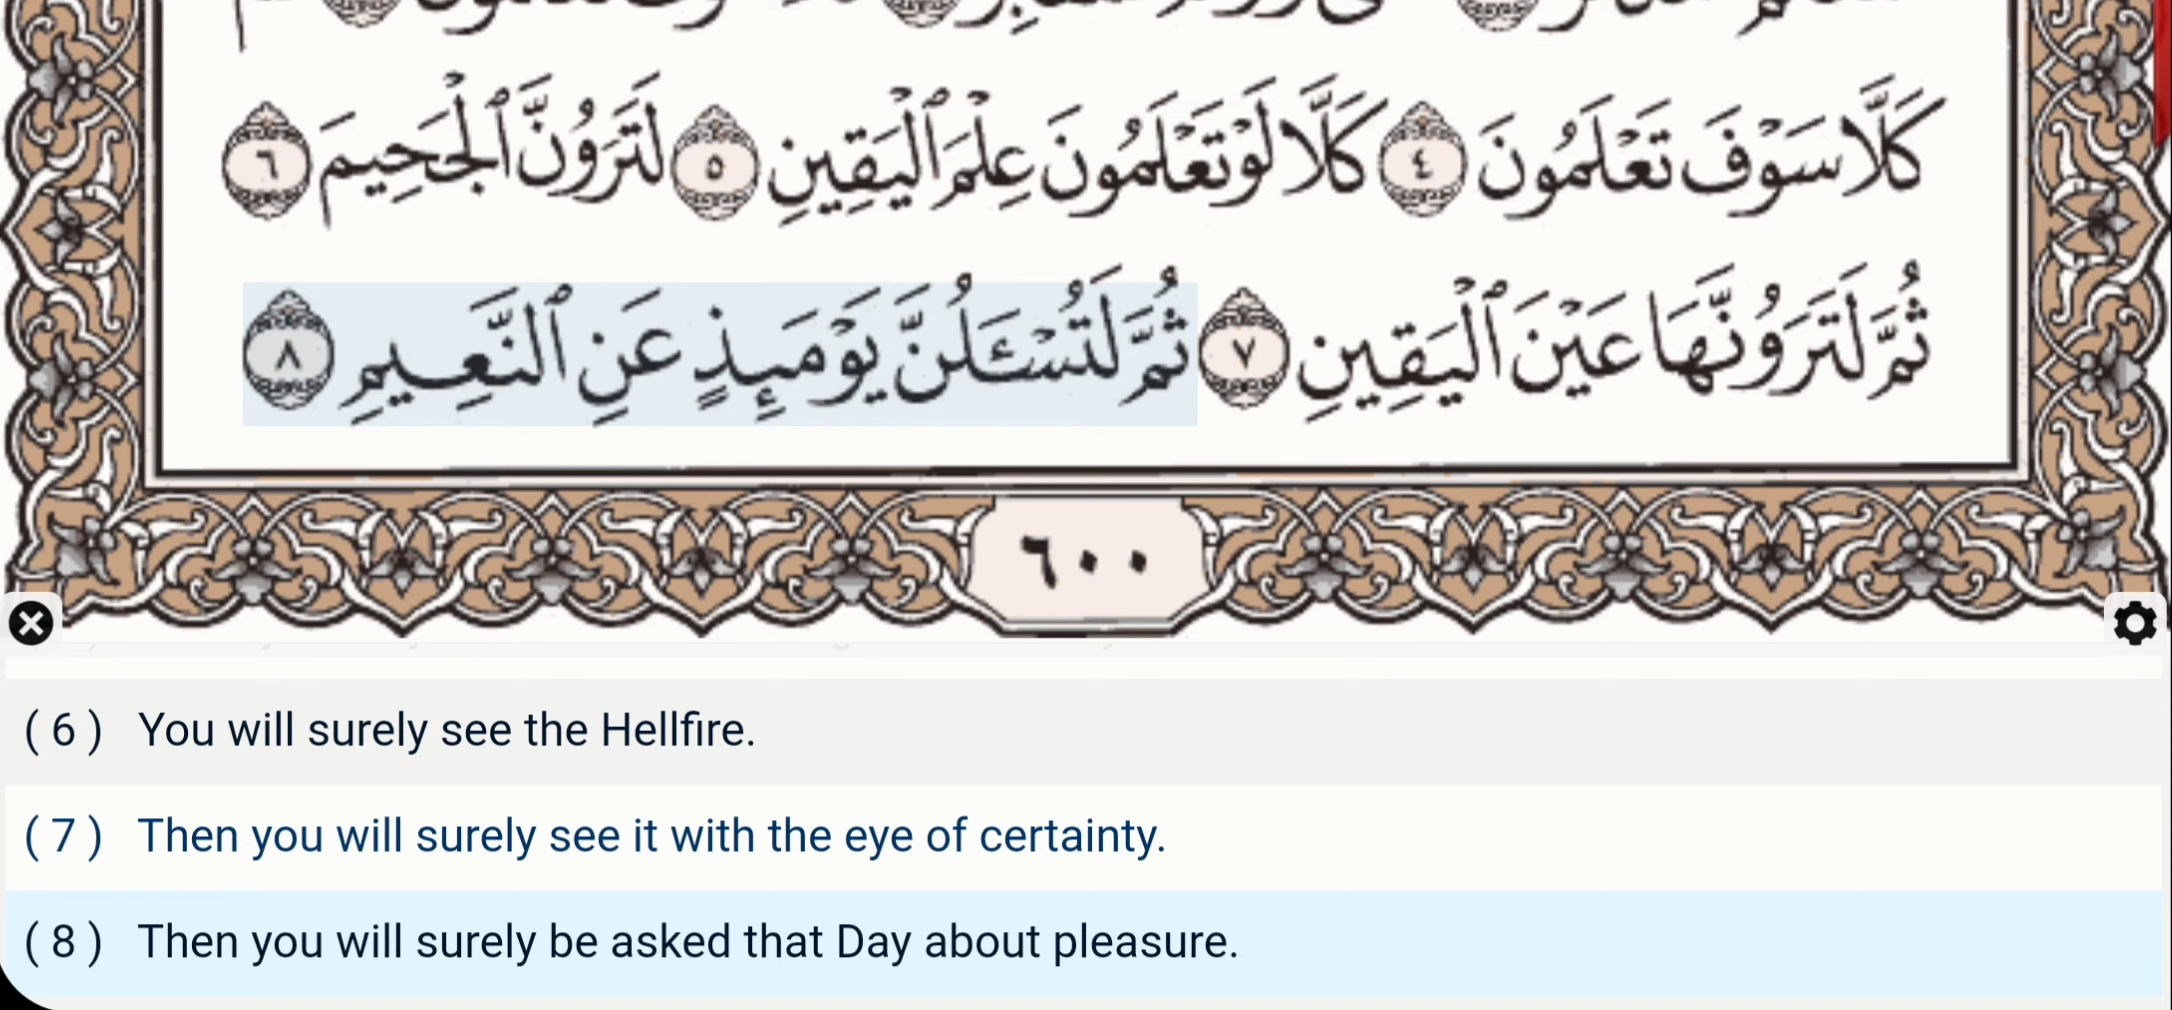 كَلَّا سَوْفَ تَعْلَمُونَ ٤ كَلَّا لَوْ تَعْلَمُونَ عِلْمَ ٱلْيَقِينِ ٥ لَتَرَوُنَّ ٱلْجَحِيمَ ٦
ثُمَّ لَتَرَوُنَّهَا عَيْنَ ٱلْيَقِينِ ٧ ثُمَّ لَتُسْـَٔلُنَّ يَوْمَئِذٍ عَنِ ٱلنَّعِيمِ ٨
٦٠٠
( 6 ) You will surely see the Hellfire.
( 7 ) Then you will surely see it with the eye of certainty.
( 8 ) Then you will surely be asked that Day about pleasure.